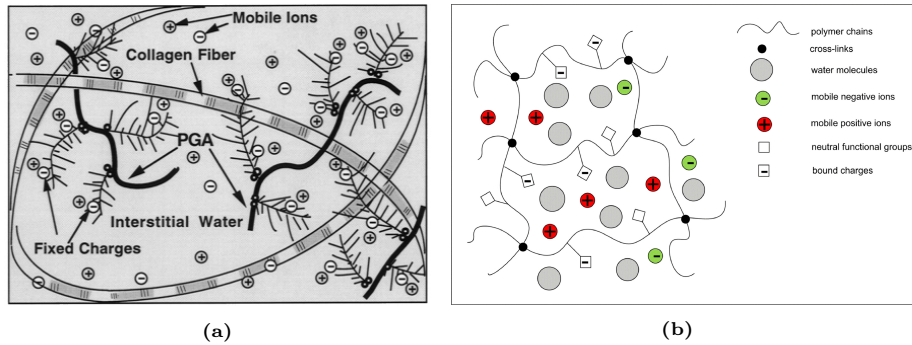 Mobile Ions
Collagen Fiber
PGA
Interstitial Water
Fixed Charges
(a)
polymer chains
cross-links
water molecules
mobile negative ions
mobile positive ions
neutral functional groups
bound charges
(b)